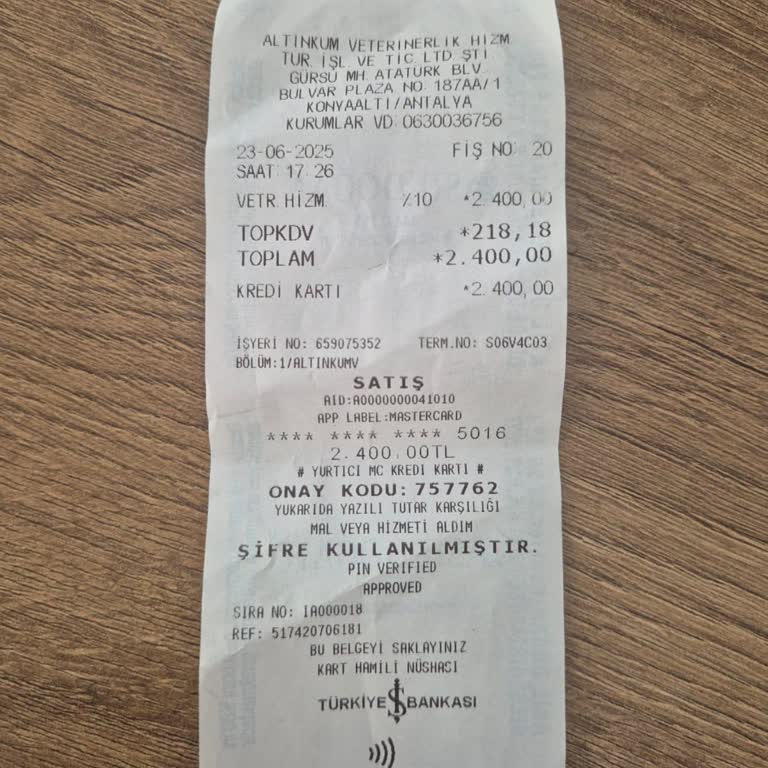 ALTINKUM VETERİNERLİK HİZM
TUR. İŞL. VE TİC. LTD. ŞTİ
GÜRSU MH. ATATÜRK BLV.
BULVAR PLAZA NO: 187AA/1
KONYAALTI/ANTALYA
KURUMLAR VD:0630036756
23-06-2025 FİŞ NO: 20
SAAT:17:26
VETR.HİZM %10 *2.400,00
TOPKDV *218,18
TOPLAM *2.400,00
KREDİ KARTI *2.400,00
İŞYERİ NO: 659075352 TERM.NO: S06V4C03
BÖLÜM:1/ALTINKUMV
SATIŞ
AID:A0000000041010
APP LABEL:MASTERCARD
**** **** **** 5016
2.400,00TL
# YURTICI MC KREDI KARTI #
ONAY KODU:757762
YUKARIDA YAZILI TUTAR KARŞILIĞI
MAL VEYA HİZMETİ ALDIM
ŞİFRE KULLANILMIŞTIR.
PIN VERIFIED
APPROVED
SIRA NO: 1A000018
REF: 517420706181
BU BELGEYİ SAKLAYINIZ
KART HAMİLİ NÜSHASI
TÜRKİYE İŞ BANKASI